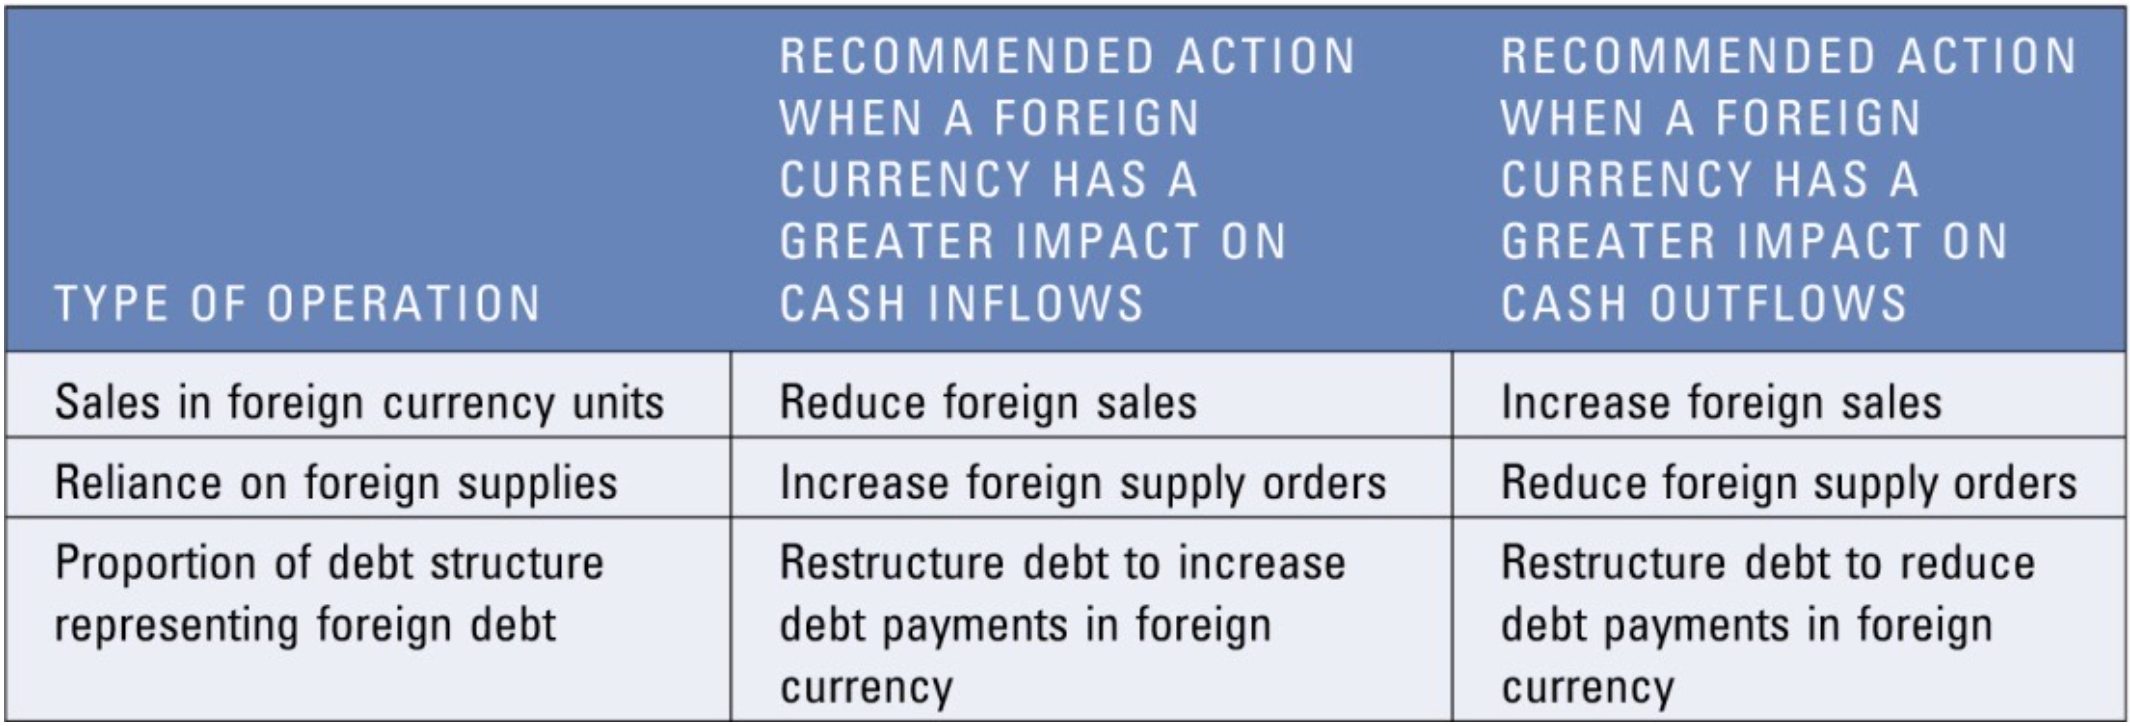 TYPE OF OPERATION
RECOMMENDED ACTION
WHEN A FOREIGN
CURRENCY HAS A
GREATER IMPACT ON
CASH INFLOWS
RECOMMENDED ACTION
WHEN A FOREIGN
CURRENCY HAS A
GREATER IMPACT ON
CASH OUTFLOWS
Sales in foreign currency units
Reduce foreign sales
Increase foreign sales
Reliance on foreign supplies
Increase foreign supply orders
Reduce foreign supply orders
Proportion of debt structure
representing foreign debt
Restructure debt to increase
debt payments in foreign
currency
Restructure debt to reduce
debt payments in foreign
currency